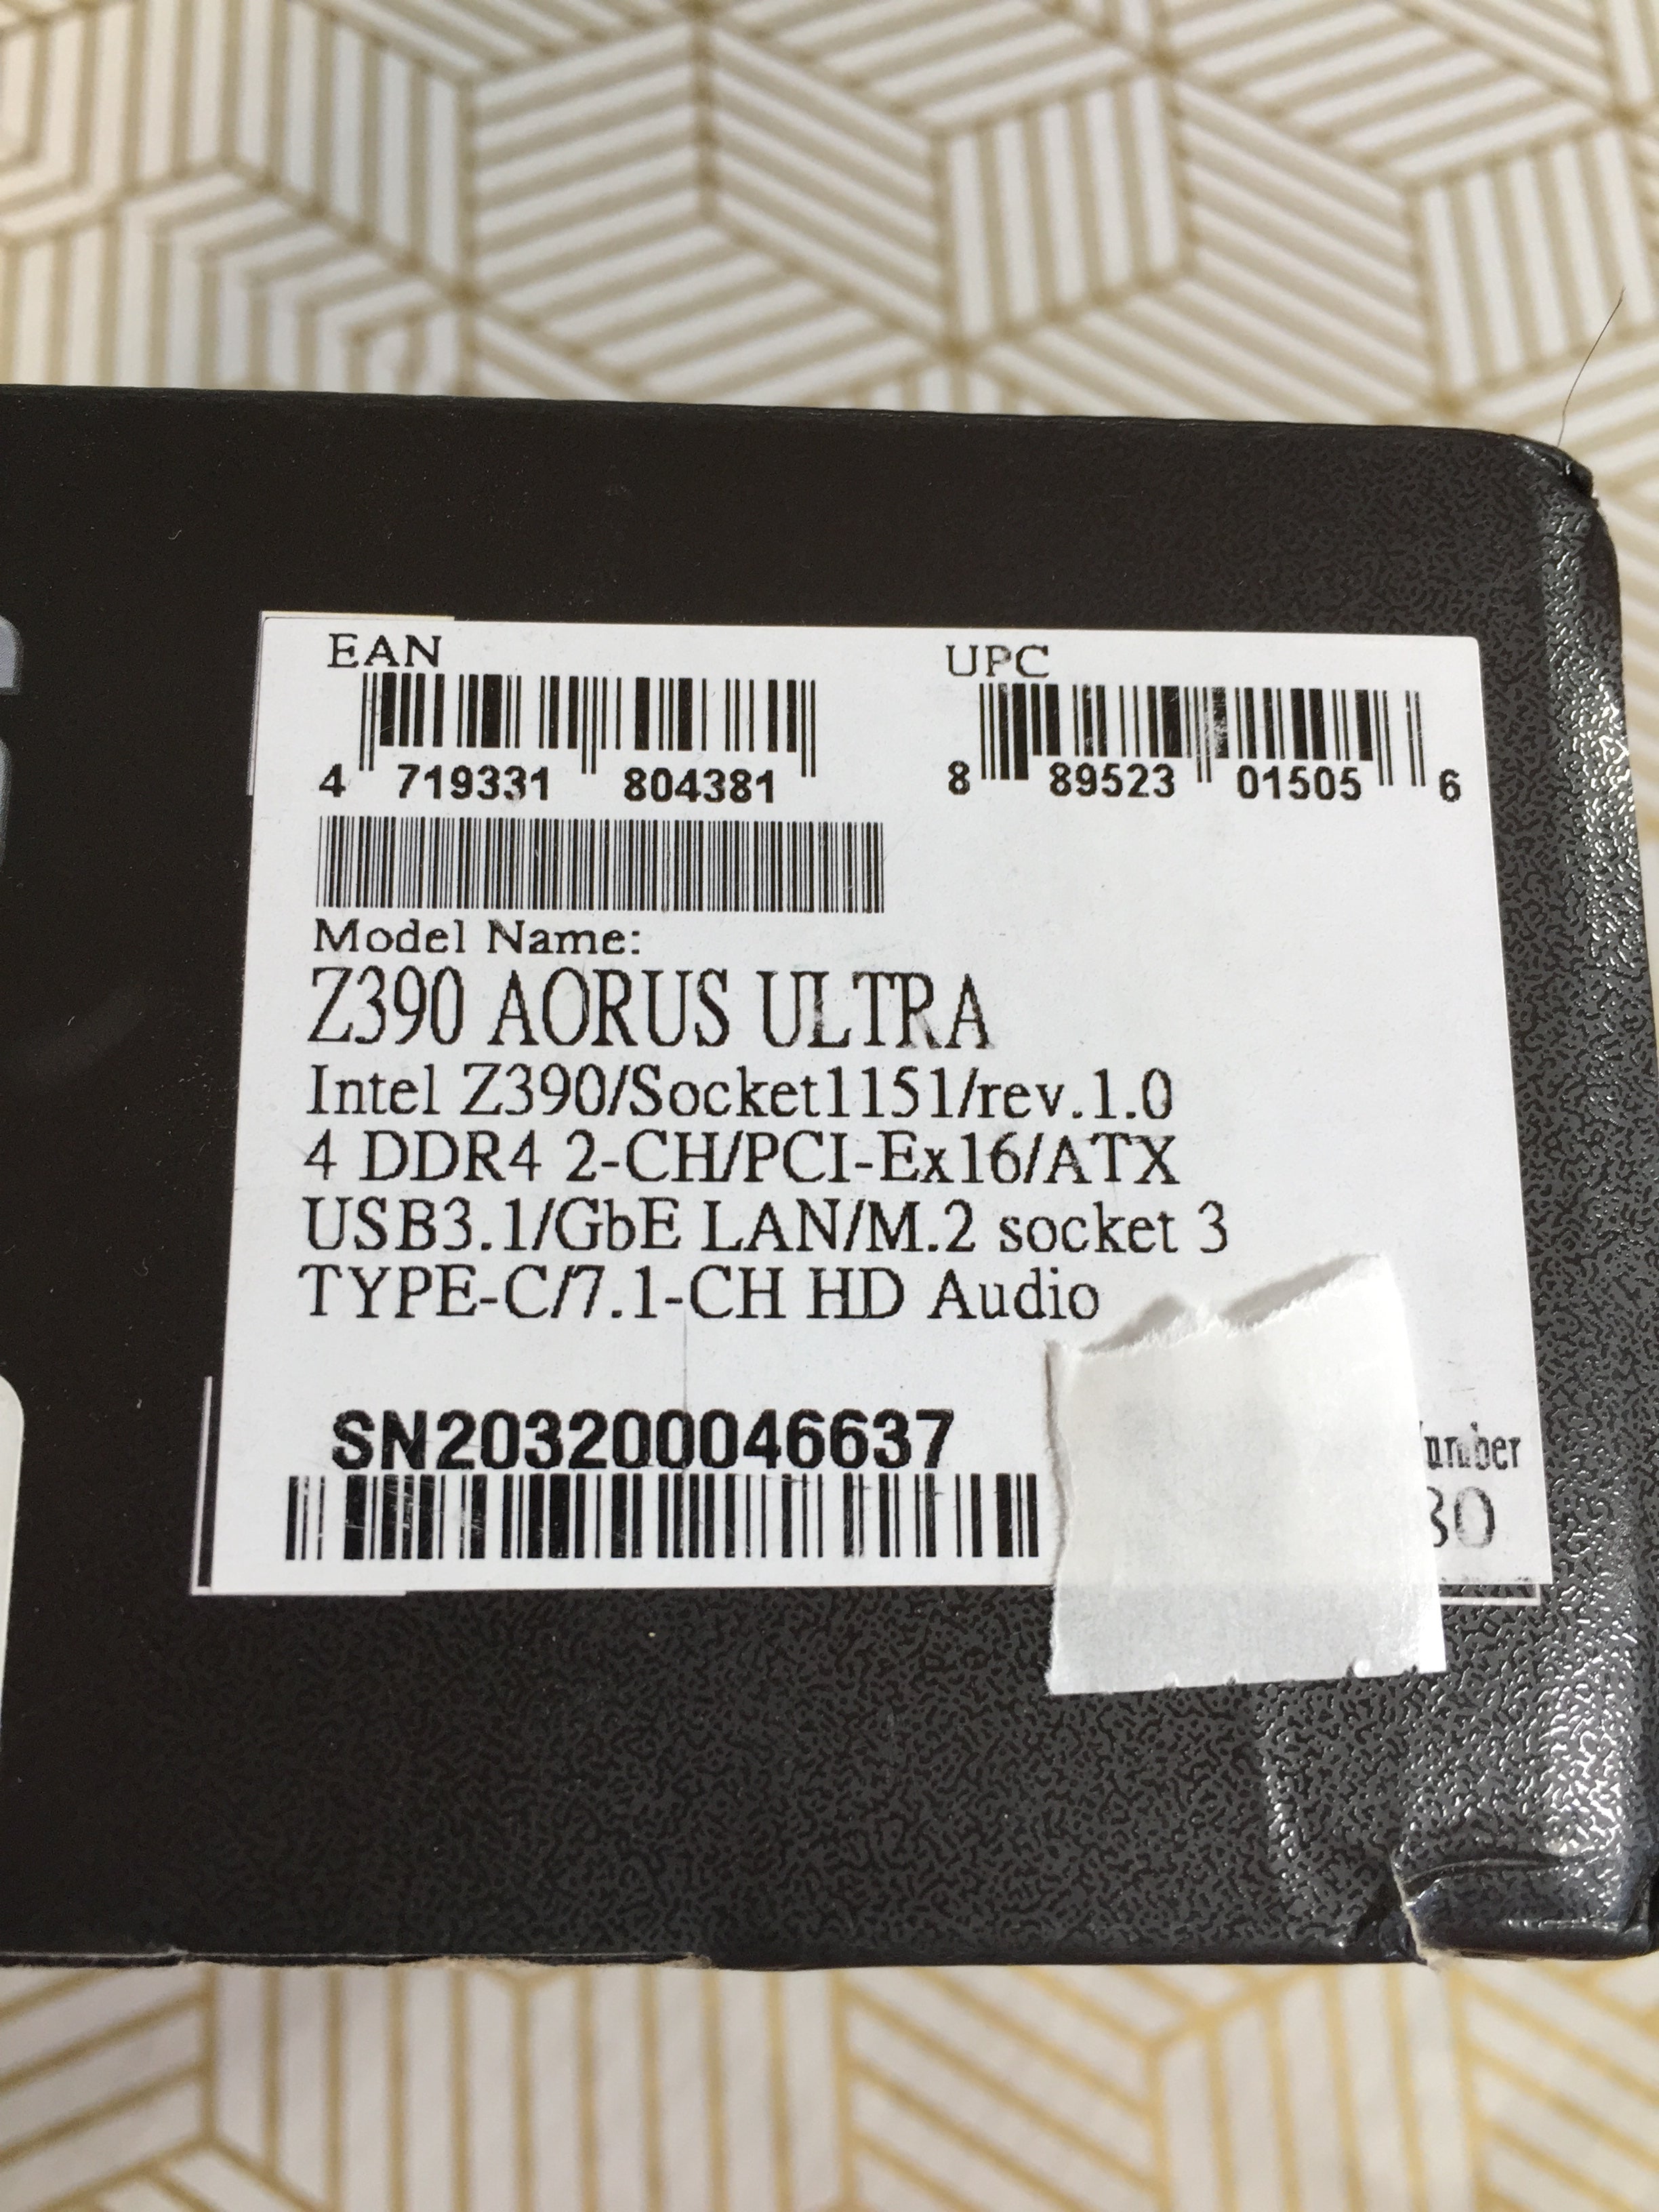 EAN
4 719331 804381
UPC
8 89523 01505 6
Model Name:
Z390 AORUS ULTRA
Intel Z390/Socket1151/rev.1.0
4 DDR4 2-CH/PCI-Ex16/ATX
USB3.1/GbE LAN/M.2 socket 3
TYPE-C/7.1-CH HD Audio
SN203200046637